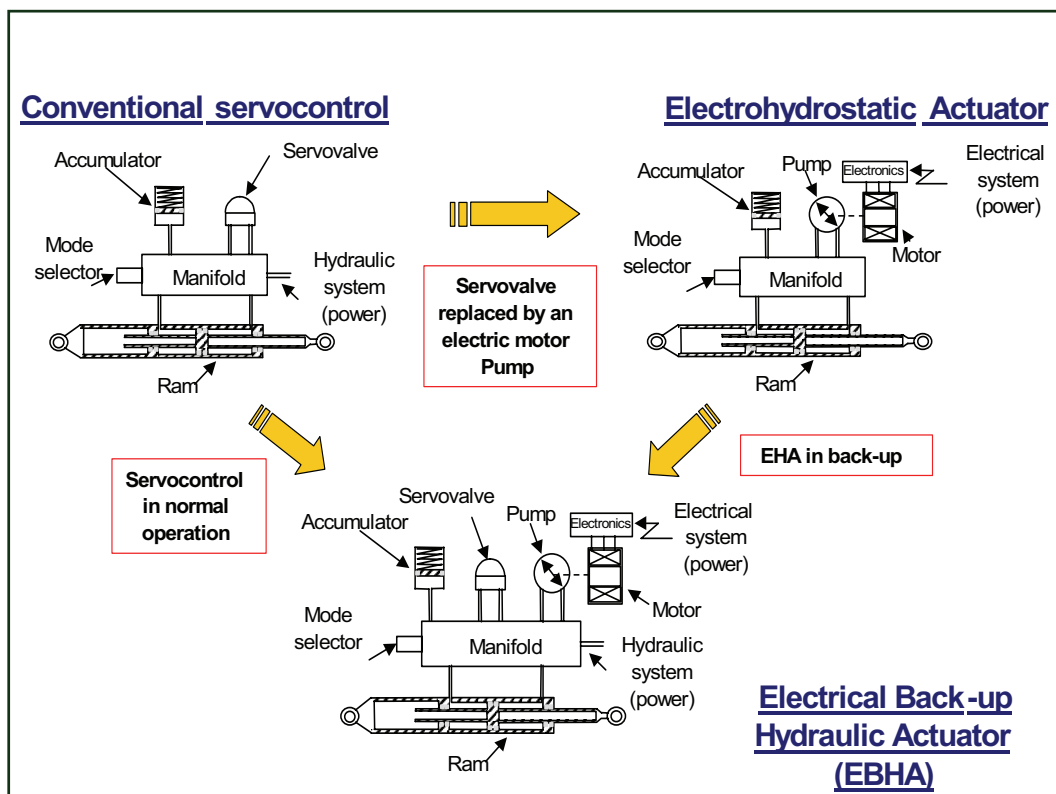 Conventional servocontrol
Accumulator
Servovalve
Mode
selector
Manifold
Hydraulic
system
(power)
Ram
Servovalve
replaced by an
electric motor
Pump
Electrohydrostatic Actuator
Accumulator
Pump
Electronics
Electrical
system
(power)
Mode
selector
Manifold
Motor
Ram
Servocontrol
in normal
operation
EHA in back-up
Accumulator
Servovalve
Pump
Electronics
Electrical
system
(power)
Mode
selector
Manifold
Motor
Hydraulic
system
(power)
Ram
Electrical Back-up
Hydraulic Actuator
(EBHA)